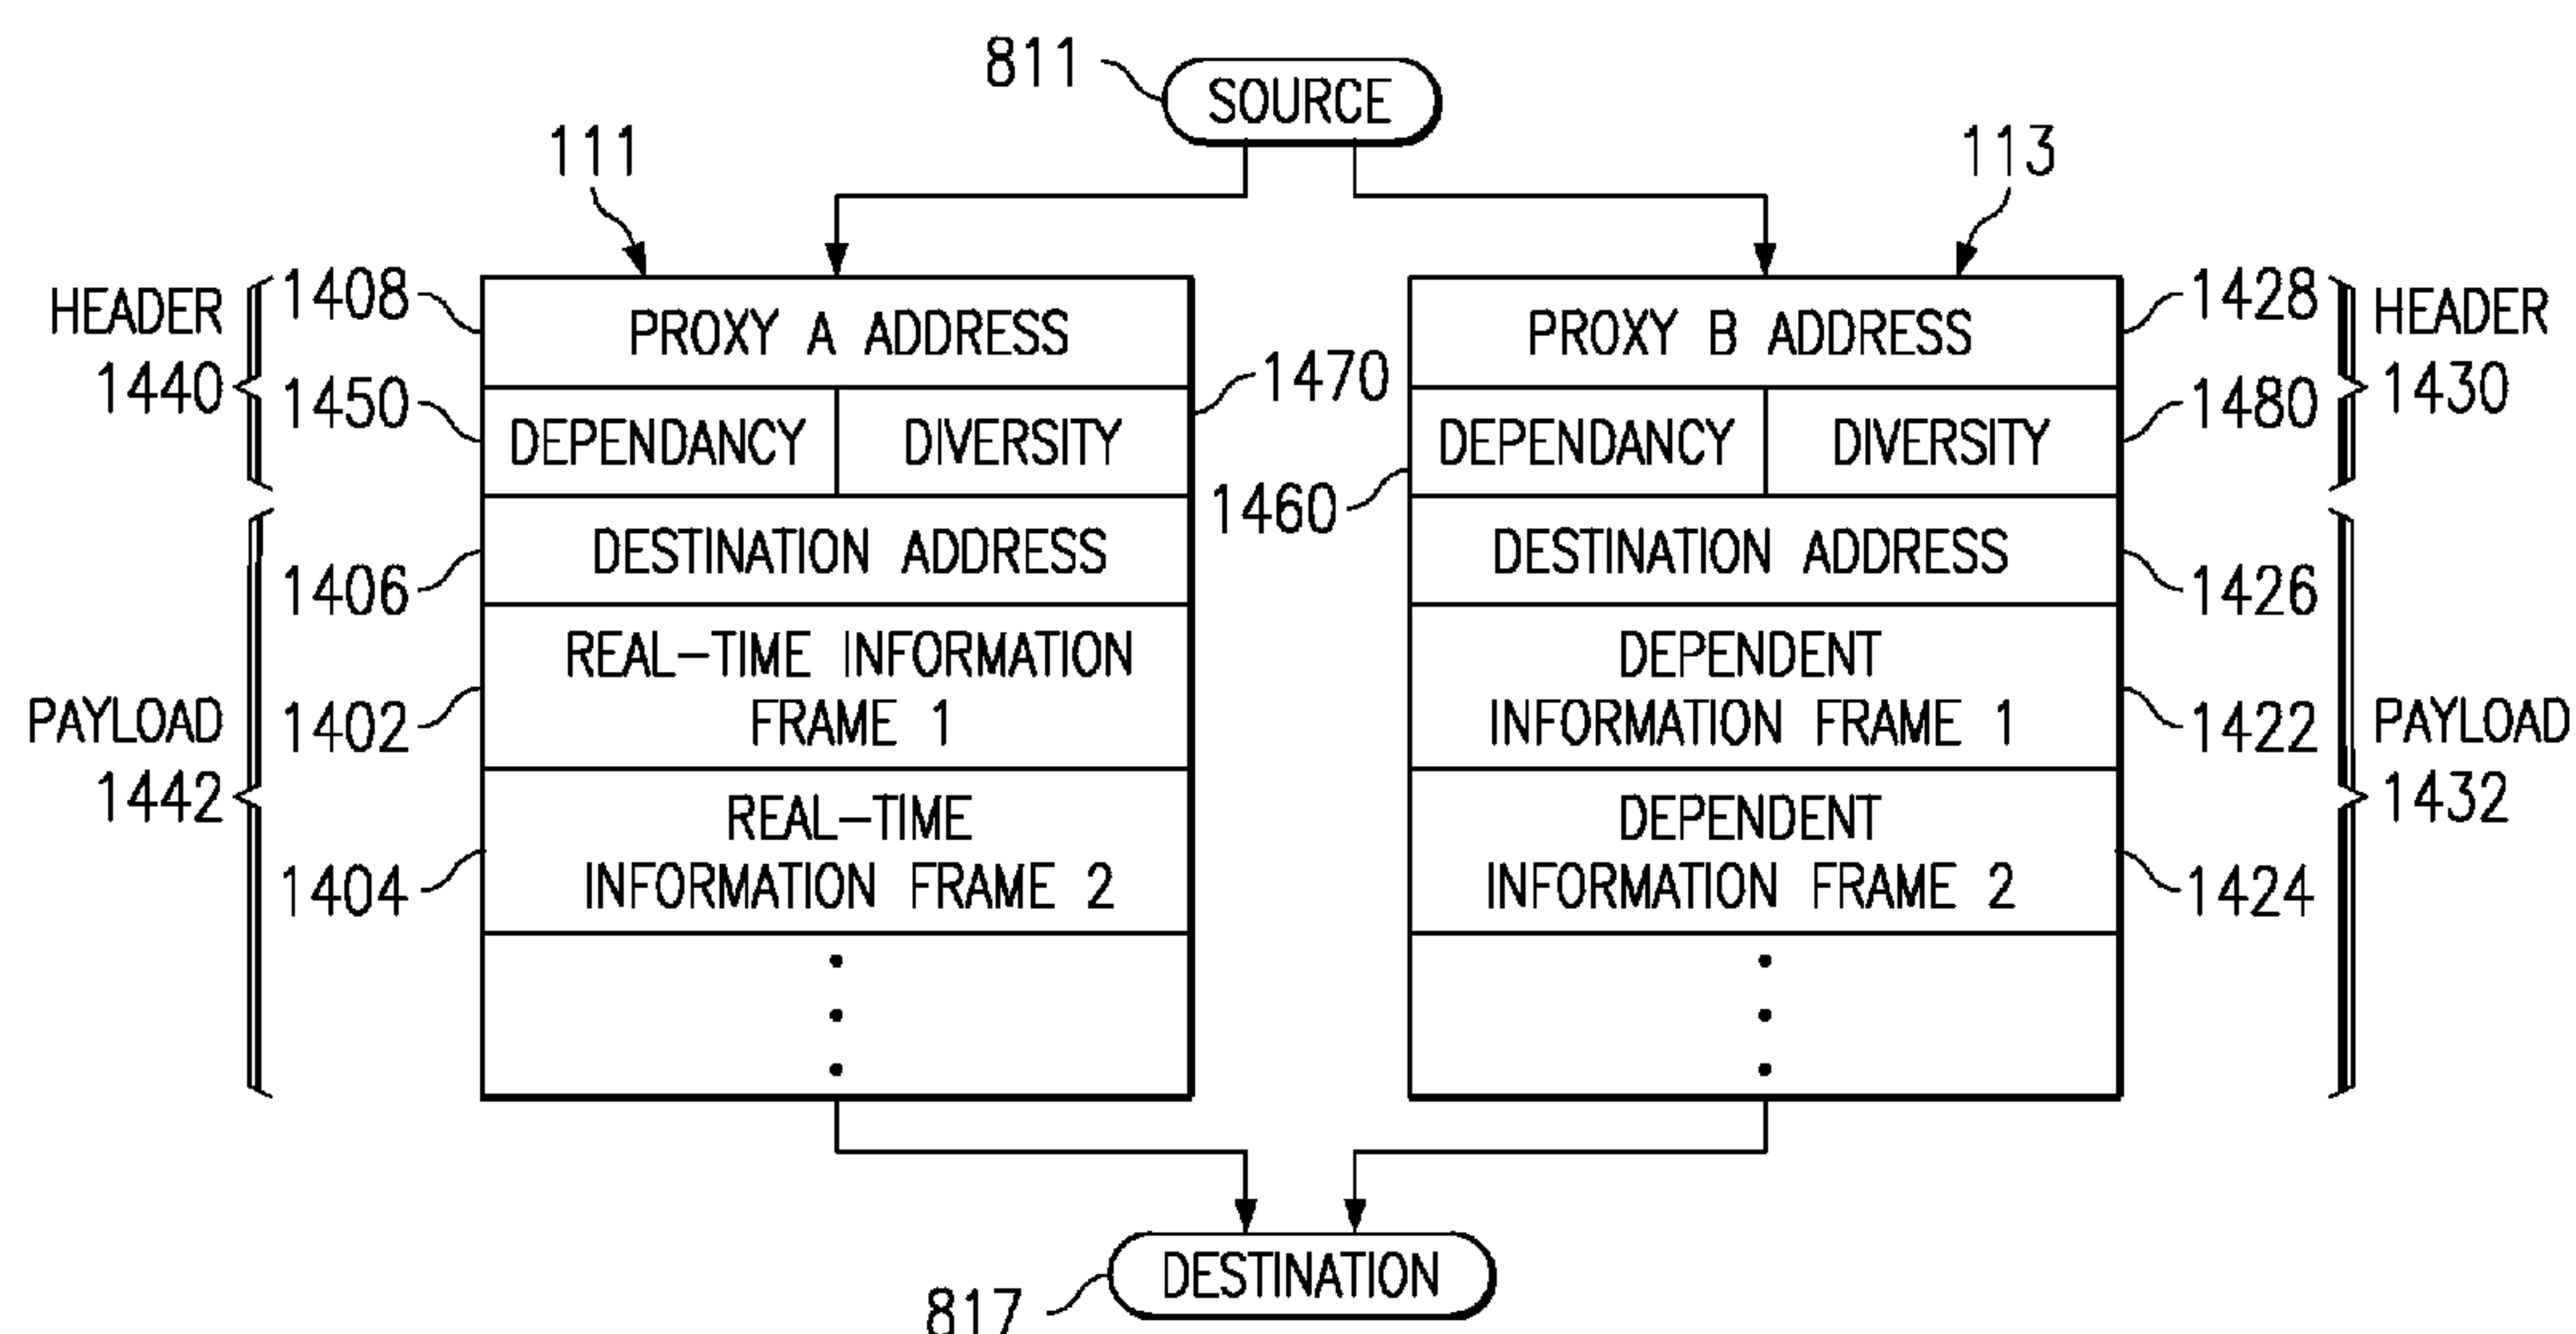 811
SOURCE
111
113
HEADER
1440
1408
PROXY A ADDRESS
1450
DEPENDANCY
DIVERSITY
1470
PROXY B ADDRESS
1428
HEADER
1430
DEPENDANCY
DIVERSITY
1480
1460
PAYLOAD
1442
1406
DESTINATION ADDRESS
DESTINATION ADDRESS
1426
1402
REAL-TIME INFORMATION
FRAME 1
DEPENDENT
INFORMATION FRAME 1
1422
PAYLOAD
1432
1404
REAL-TIME
INFORMATION FRAME 2
DEPENDENT
INFORMATION FRAME 2
1424
DESTINATION
817